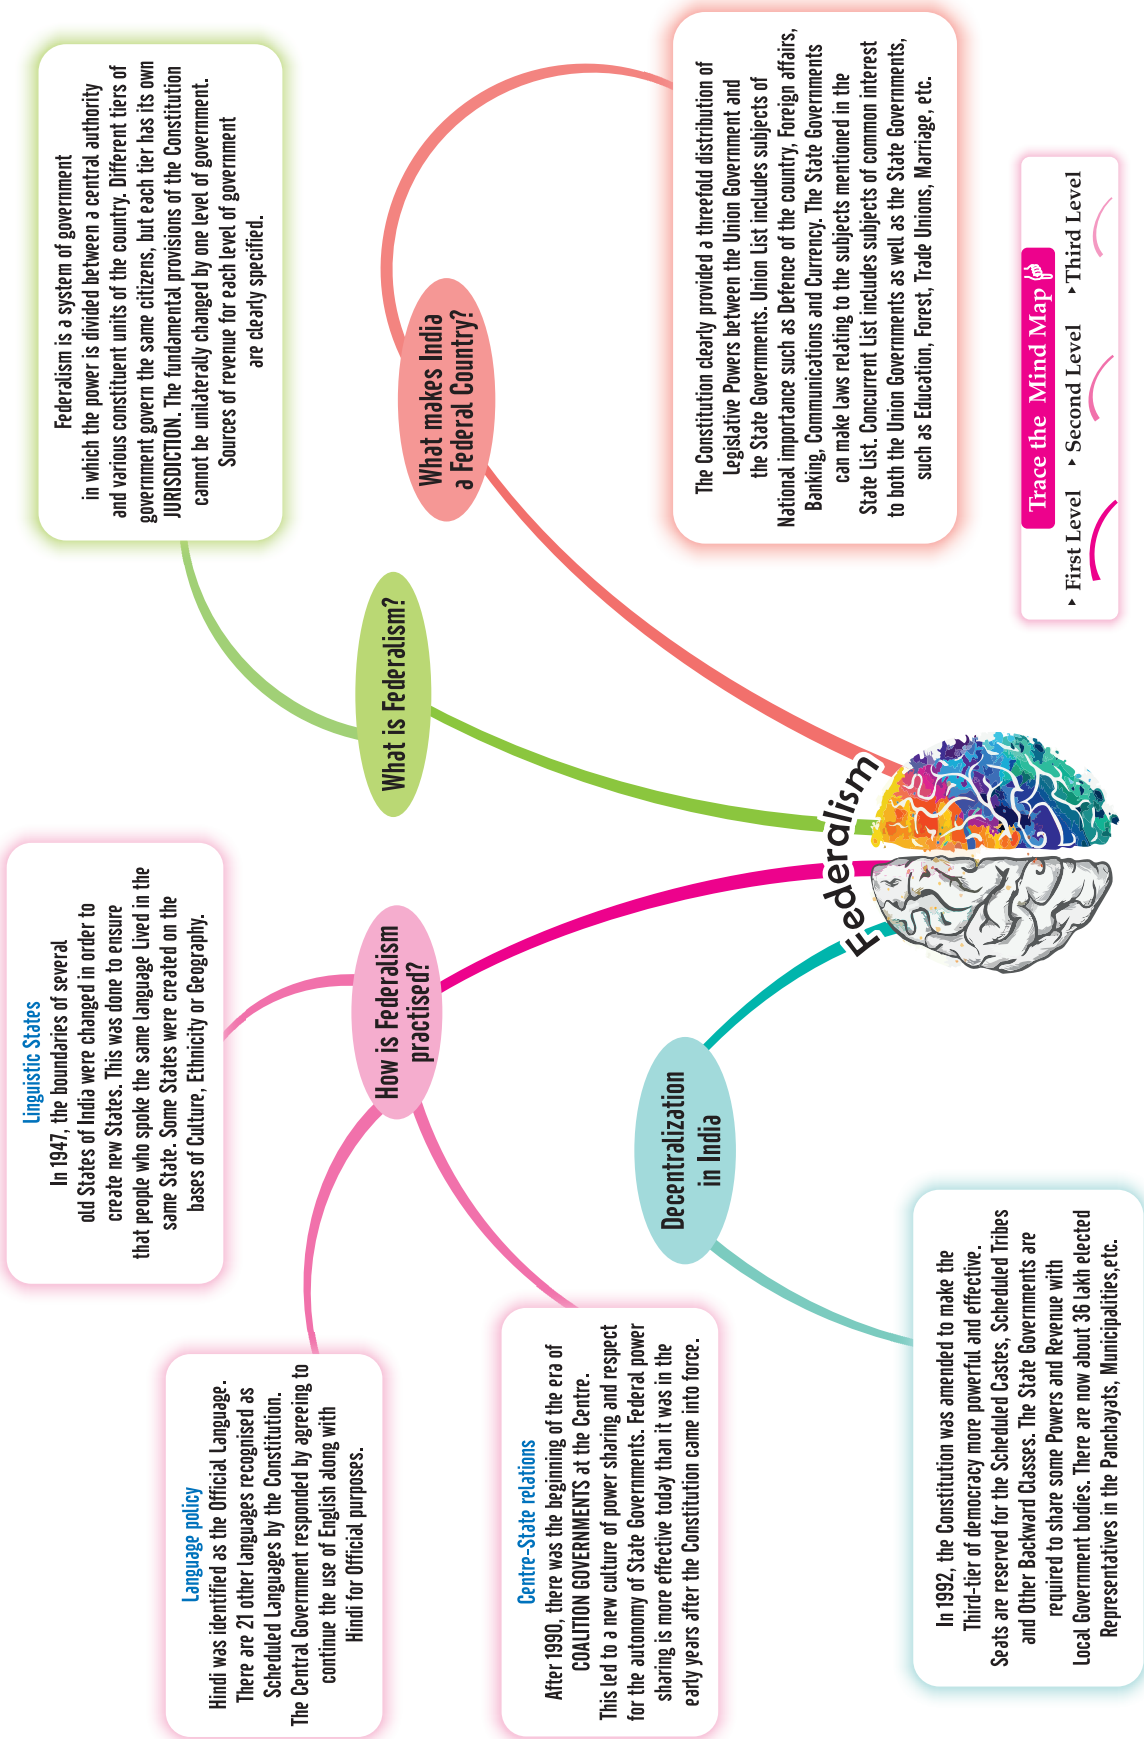 Linguistic States
In 1947, the boundaries of several
old States of India were changed in order to
create new States. This was done to ensure
that people who spoke the same language Lived in the
same State. Some States were created on the
bases of Culture, Ethnicity or Geography.
Federalism is a system of government
in which the power is divided between a central authority
and various constituent units of the country. Different tiers of
government govern the same citizens, but each tier has its own
JURISDICTION. The fundamental provisions of the Constitution
cannot be unilaterally changed by one level of government.
Sources of revenue for each level of government
are clearly specified.
Language policy
Hindi was identified as the Official Language.
There are 21 other languages recognised as
Scheduled Languages by the Constitution.
The Central Government responded by agreeing to
continue the use of English along with
Hindi for Official purposes.
How is Federalism
practised?
What is Federalism?
What makes India
a Federal Country?
Centre-State relations
After 1990, there was the beginning of the era of
COALITION GOVERNMENTS at the Centre.
This led to a new culture of power sharing and respect
for the autonomy of State Governments. Federal power
sharing is more effective today than it was in the
early years after the Constitution came into force.
Decentralization
in India
The Constitution clearly provided a threefold distribution of
Legislative Powers between the Union Government and
the State Governments. Union List includes subjects of
National importance such as Defence of the country, Foreign affairs,
Banking, Communications and Currency. The State Governments
can make laws relating to the subjects mentioned in the
State List. Concurrent List includes subjects of common interest
to both the Union Governments as well as the State Governments,
such as Education, Forest, Trade Unions, Marriage, etc.
Federalism
In 1992, the Constitution was amended to make the
Third-tier of democracy more powerful and effective.
Seats are reserved for the Scheduled Castes, Scheduled Tribes
and Other Backward Classes. The State Governments are
required to share some Powers and Revenue with
Local Government bodies. There are now about 36 lakh elected
Representatives in the Panchayats, Municipalities,etc.
Trace the Mind Map
▸ First Level ▸ Second Level ▸ Third Level